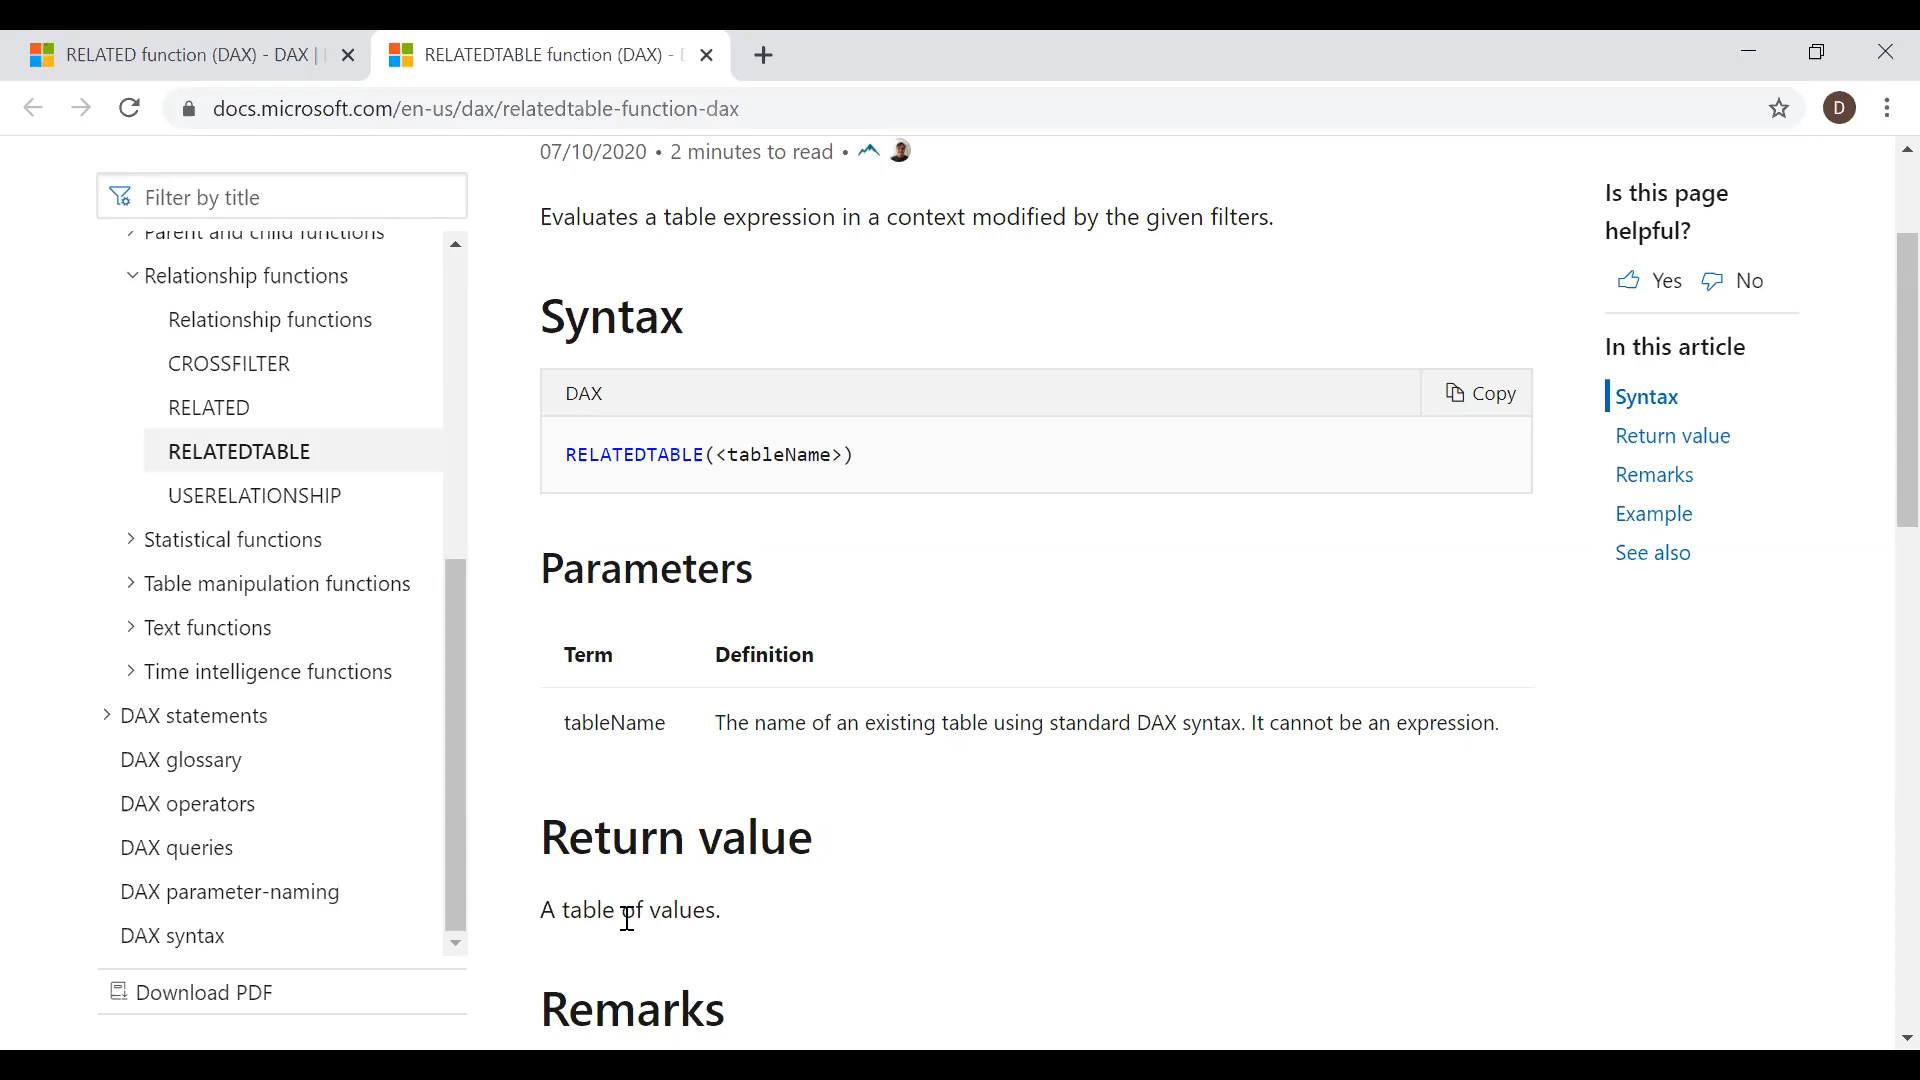 RELATED function (DAX) - DAX |
RELATEDTABLE function (DAX) -
docs.microsoft.com/en-us/dax/relatedtable-function-dax
D
07/10/2020 • 2 minutes to read •
Filter by title
Parent and child functions
Relationship functions
Relationship functions
CROSSFILTER
RELATED
RELATEDTABLE
USERELATIONSHIP
Statistical functions
Table manipulation functions
Text functions
Time intelligence functions
DAX statements
DAX glossary
DAX operators
DAX queries
DAX parameter-naming
DAX syntax
Download PDF
Evaluates a table expression in a context modified by the given filters.
Syntax
DAX
Copy
RELATEDTABLE(<tableName>)
Parameters
Term Definition
tableName The name of an existing table using standard DAX syntax. It cannot be an expression.
Return value
A table of values.
Remarks
Is this page
helpful?
Yes No
In this article
Syntax
Return value
Remarks
Example
See also